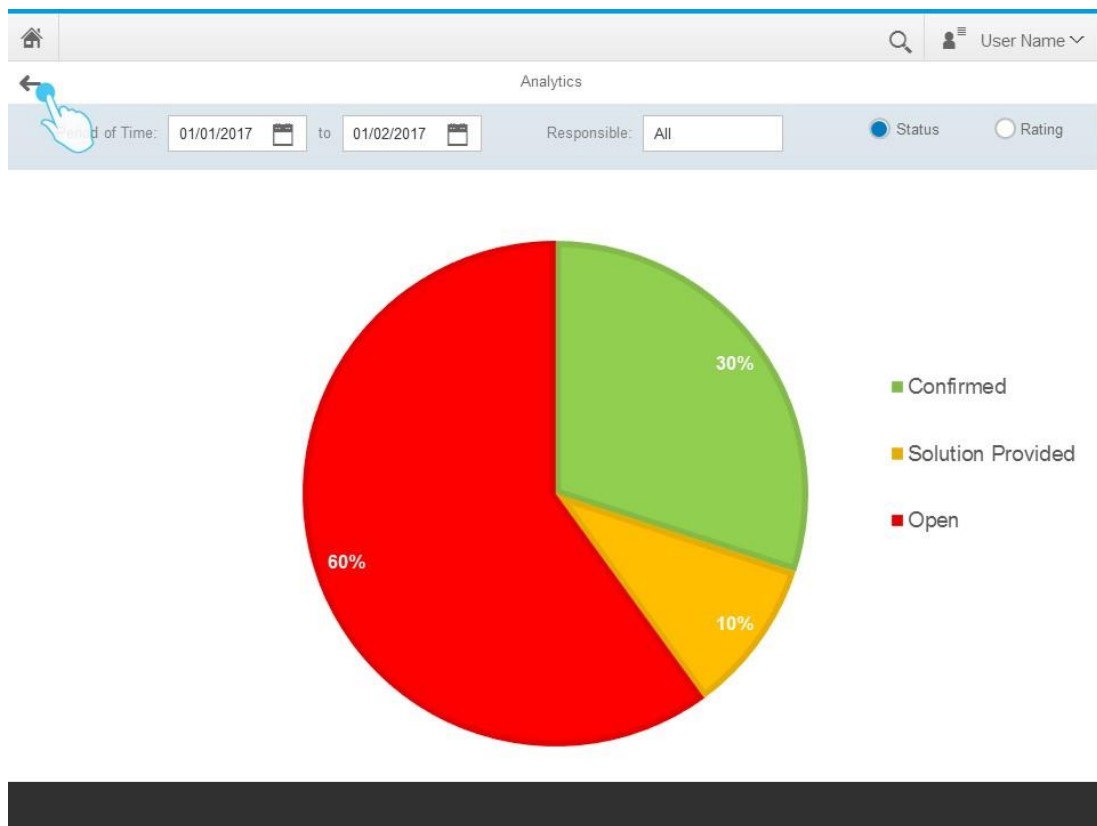 User Name
Analytics
Period of Time: 01/01/2017 to 01/02/2017 Responsible: All Status Rating
30%
Confirmed
Solution Provided
Open
60%
10%